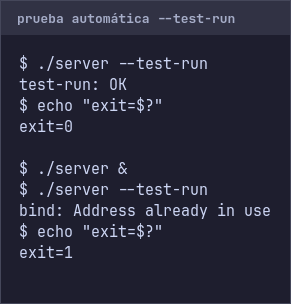 prueba automática --test-run
$ ./server --test-run
test-run: OK
$ echo "exit=$?"
exit=0
$ ./server &
$ ./server --test-run
bind: Address already in use
$ echo "exit=$?"
exit=1